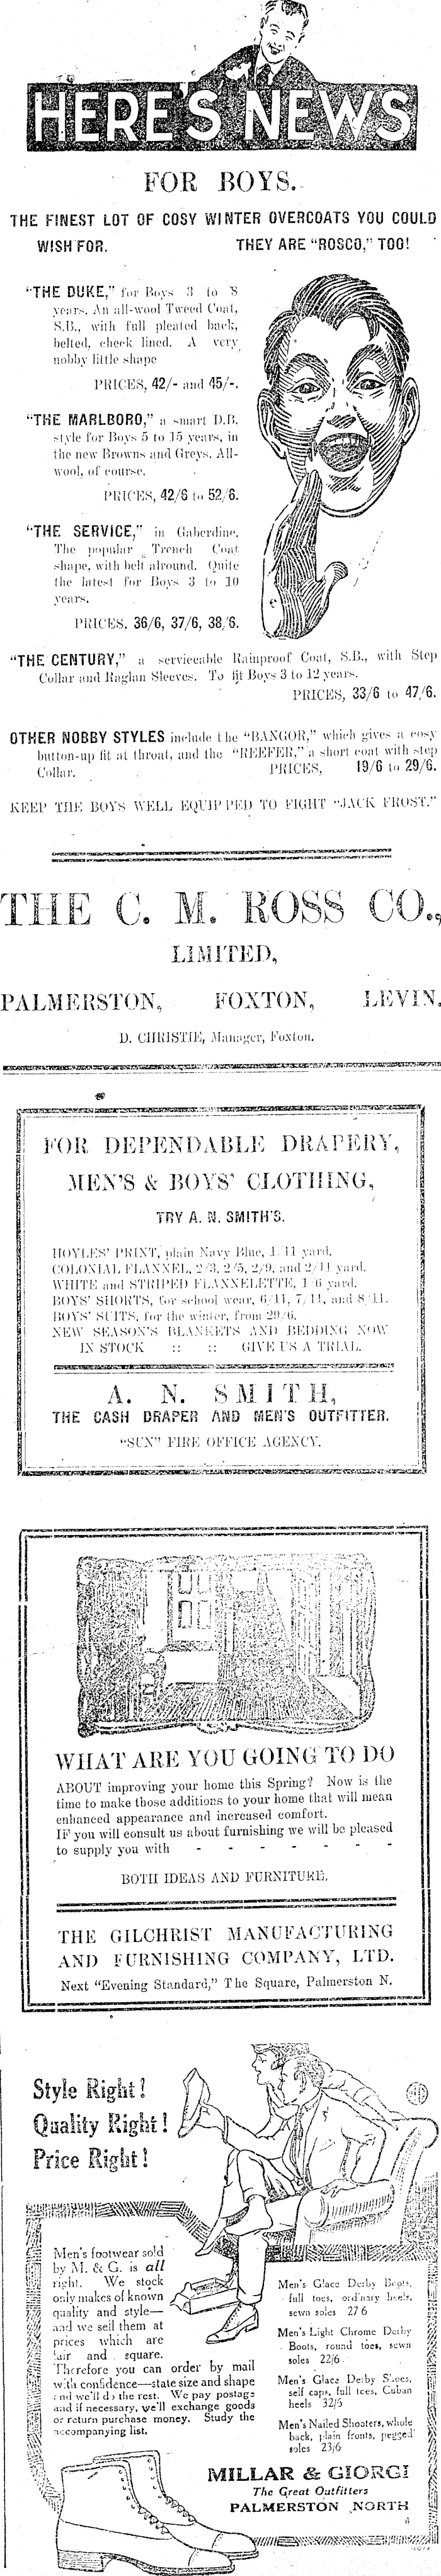 HERE'S NEWS
FOR BOYS.
THE FINEST LOT OF COSY WINTER OVERCOATS YOU COULD
WISH FOR. THEY ARE "ROSCO," TOO!
"THE DUKE," for Boys 3 to 8
years. An all-wool Tweed Coat,
S.B., with full pleated back,
belted, check lined. A very
nobby little shape
PRICES, 42/- and 45/-.
"THE MARLBORO," a smart D.B.
style for Boys 5 to 15 years, in
the new Browns and Greys. All-
wool, of course.
PRICES, 42/6 to 52/6.
"THE SERVICE," in Gaberdine.
The popular Trench Coat
shape, with belt alround. Quite
the latest for Boys 3 to 10
years.
PRICES, 36/6, 37/6, 38/6.
"THE CENTURY," a serviceable Rainproof Coat, S.B., with Step
Collar and Raglan Sleeves. To fit Boys 3 to 12 years.
PRICES, 33/6 to 47/6.
OTHER NOBBY STYLES include the "BANGOR," which gives a cosy
button-up fit at throat, and the "REEFER," a short coat with step
Collar. PRICES, 19/6 to 29/6.
KEEP THE BOYS WELL EQUIPPED TO FIGHT "JACK FROST."
THE C. M. ROSS CO.,
LIMITED,
PALMERSTON, FOXTON, LEVIN.
D. CHRISTIE, Manager, Foxton.
FOR DEPENDABLE DRAPERY,
MEN'S & BOYS' CLOTHING,
TRY A. N. SMITH'S.
HOYLES' PRINT, plain Navy Blue, 1/11 yard.
COLONIAL FLANNEL, 2/3, 2/5, 2/9, and 2/11 yard.
WHITE and STRIPED FLANNELETTE, 1/6 yard.
BOYS' SHORTS, for school wear, 6/11, 7/11, and 8/11.
BOYS' SUITS, for the winter, from 29/6.
NEW SEASON'S BLANKETS AND BEDDING NOW
IN STOCK :: :: GIVE US A TRIAL.
A. N. SMITH,
THE CASH DRAPER AND MEN'S OUTFITTER.
"SUN" FIRE OFFICE AGENCY.
WHAT ARE YOU GOING TO DO
ABOUT improving your home this Spring? Now is the
time to make those additions to your home that will mean
enhanced appearance and increased comfort.
IF you will consult us about furnishing we will be pleased
to supply you with - - - - - - -
BOTH IDEAS AND FURNITURE.
THE GILCHRIST MANUFACTURING
AND FURNISHING COMPANY, LTD.
Next "Evening Standard," The Square, Palmerston N.
Style Right!
Quality Right!
Price Right!
Men's footwear sold
by M. & G. is all
right. We stock
only makes of known
quality and style—
and we sell them at
prices which are
fair and square.
Therefore you can order by mail
with confidence—state size and shape
and we'll do the rest. We pay postage
and if necessary, we'll exchange goods
or return purchase money. Study the
accompanying list.
Men's Glace Derby Boots,
full toes, ordinary heels,
sewn soles 27 6
Men's Light Chrome Derby
Boots, round toes, sewn
soles 22/6
Men's Glace Derby Shoes,
self caps, full toes, Cuban
heels 32/6
Men's Nailed Shooters, whole
back, plain fronts, pegged
soles 23/6
MILLAR & GIORGI
The Great Outfitters
PALMERSTON NORTH